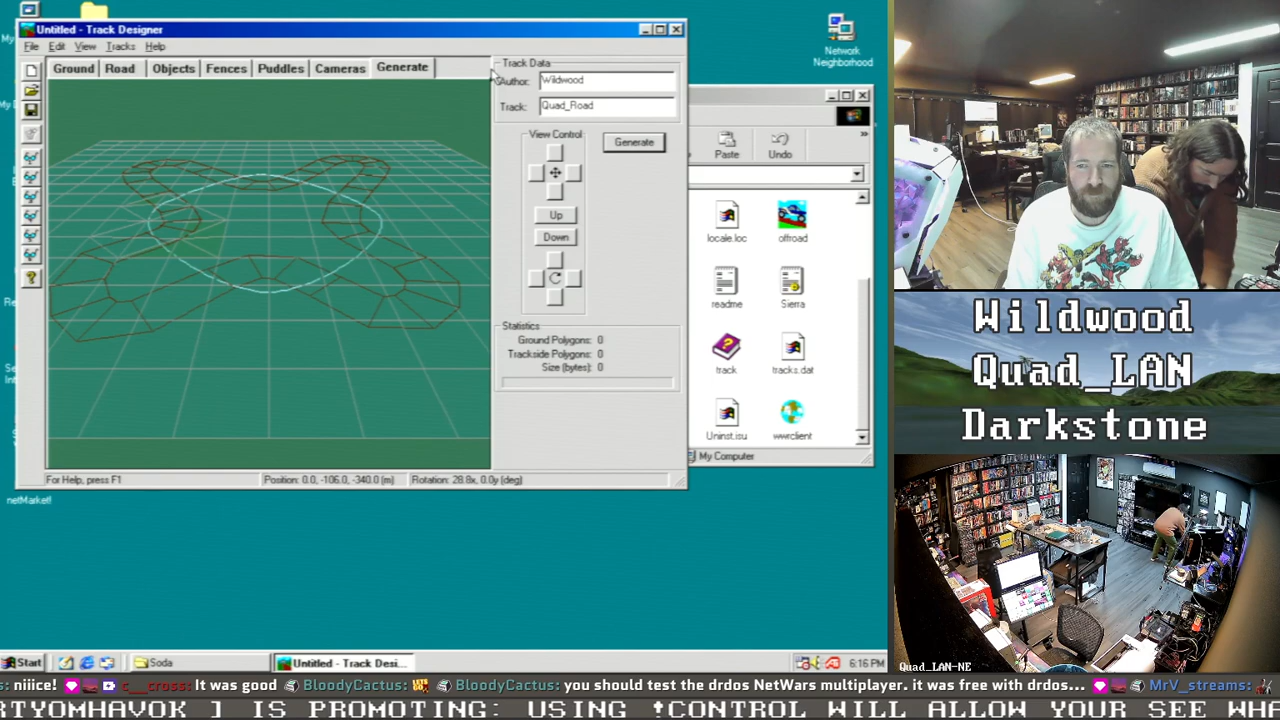 Untitled - Track Designer
File Edit View Tracks Help
Ground Road Objects Fences Puddles Cameras Generate
Track Data
Author: Wildwood
Track: Quad_Road
View Control
Generate
Up
Down
Statistics
Ground Polygons: 0
Trackside Polygons: 0
Size (bytes): 0
For Help, press F1
Position: 0.0, -106.0, -340.0 (m)
Rotation: 28.8x, 0.0y (deg)
Network
Neighborhood
Paste
Undo
locale.loc
offroad
readme
Sierra
track
tracks.dat
Uninst.isu
wwrclient
My Computer
netMarket!
Start
Soda
Untitled - Track Desi...
6:16 PM
Wildwood
Quad_LAN
Darkstone
Quad_LAN-NE
s: niiice! c__cross: It was good BloodyCactus: BloodyCactus: you should test the drdos NetWars multiplayer. it was free with drdos... MrV_streams:
RTYOMHAVOK ] IS PROMOTING: USING !CONTROL WILL ALLOW YOUR SEE WHA